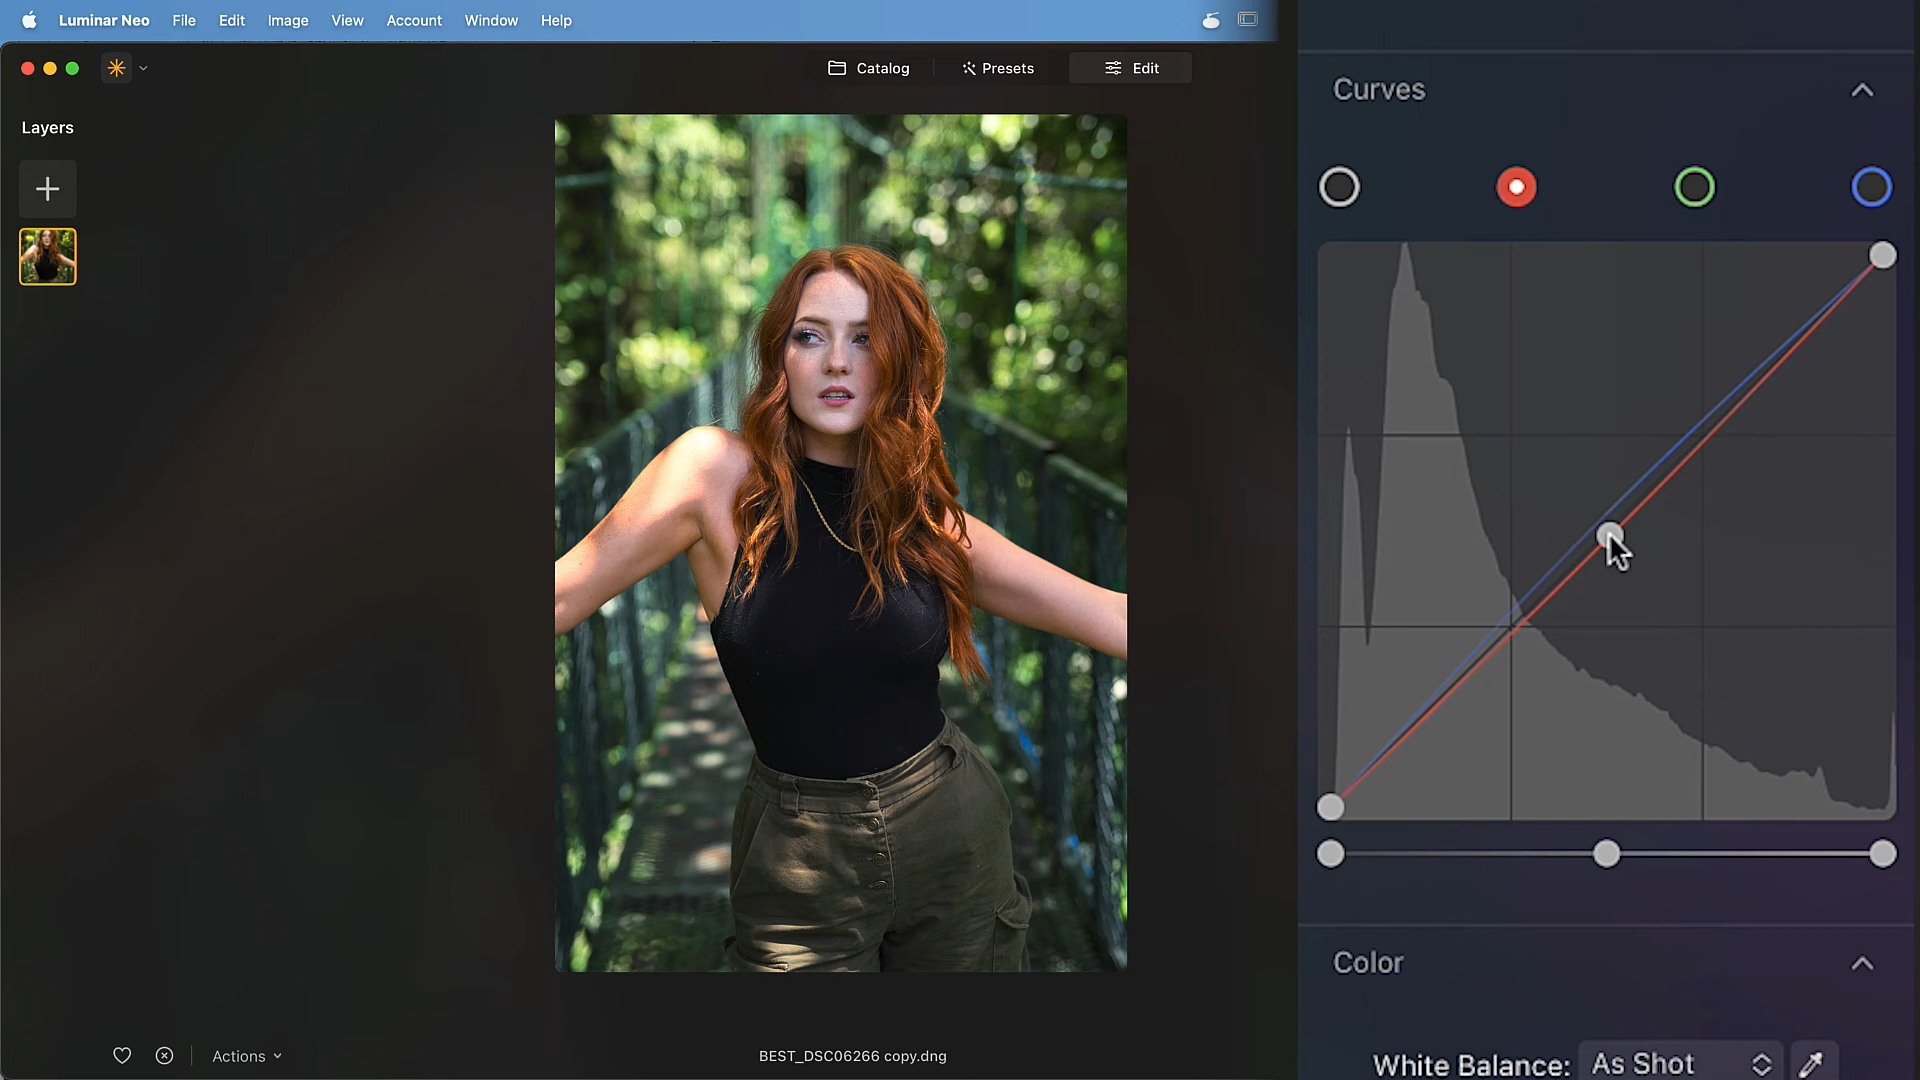 Luminar Neo File Edit Image View Account Window Help
Catalog Presets Edit
Layers
Curves
Color
White Balance: As Shot
Actions
BEST_DSC06266 copy.dng